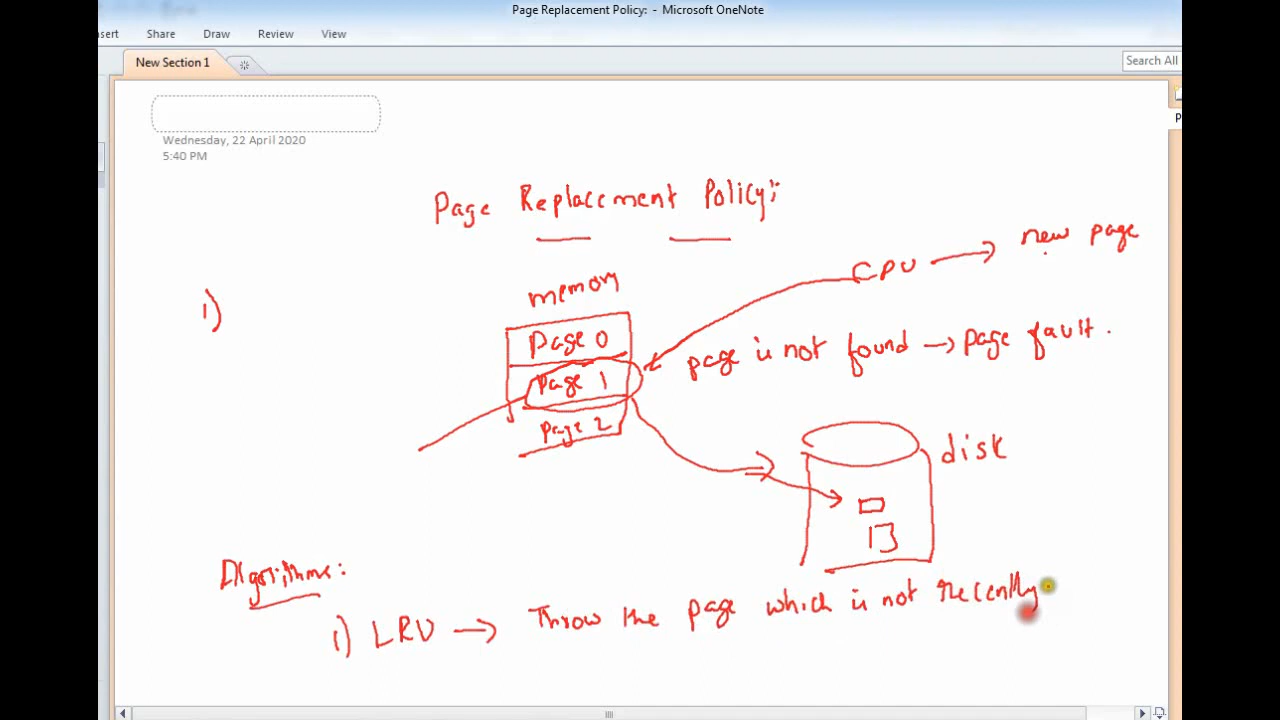 Page Replacement Policy: - Microsoft OneNote
sert Share Draw Review View
New Section 1
Search All
Wednesday, 22 April 2020
5:40 PM
Page Replacement Policy:
new page
CPU
1)
memory
Page 0
page is not found → page fault.
Page 1
Page 2
disk
13
Algorithms:
1) LRU → Throw the page which is not recently